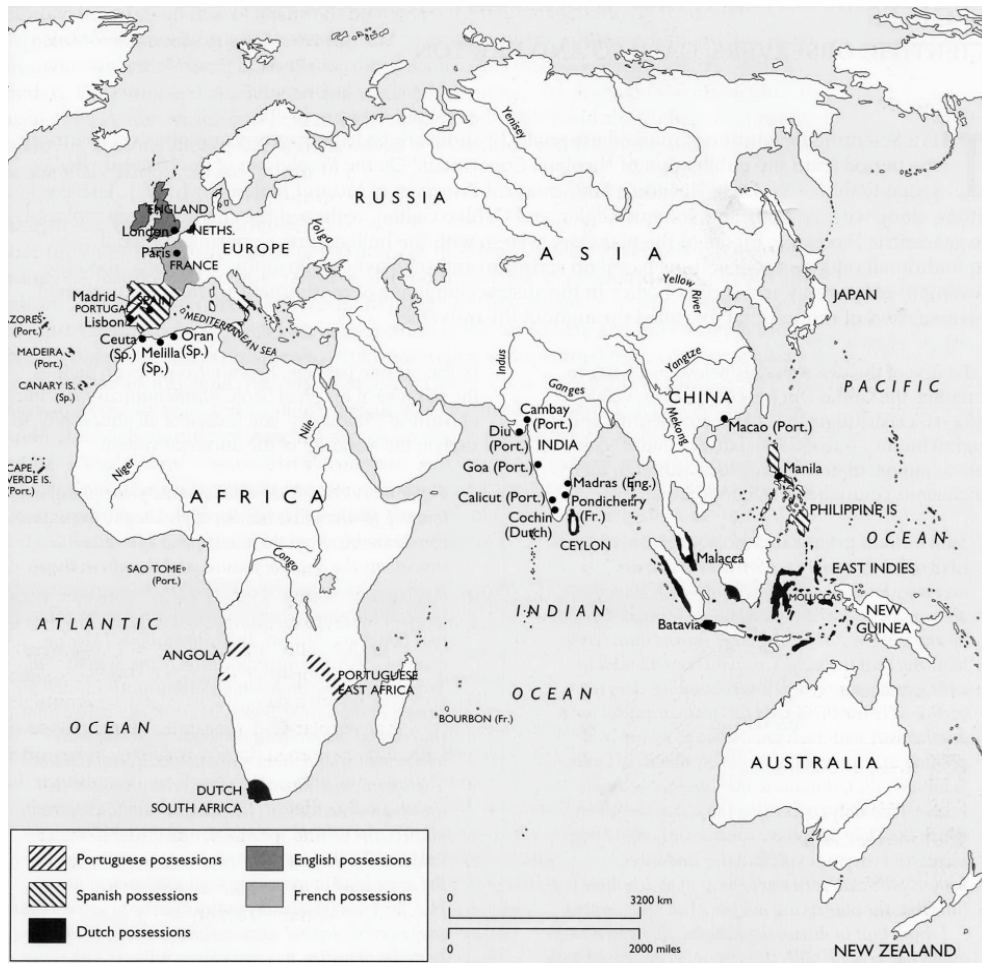 Yenisey
RUSSIA
ENGLAND
London
NETHS.
Paris
FRANCE
EUROPE
Volga
ASIA
Madrid
SPAIN
PORTUGA
Lisbon
MEDITERRANEAN SEA
ZORES
(Port.)
Ceuta
(Sp.)
Melilla
(Sp.)
Oran
(Sp.)
MADEIRA
(Port.)
CANARY IS.
(Sp.)
Yellow
River
JAPAN
Indus
Ganges
Yangtze
Mekong
CHINA
PACIFIC
Nile
Cambay
(Port.)
Diu
(Port.)
INDIA
Macao (Port.)
Goa (Port.)
Manila
CAPE
VERDE IS.
(Port.)
Niger
AFRICA
Madras (Eng.)
Calicut (Port.)
Pondichery
(Fr.)
Cochin
(Dutch)
CEYLON
PHILIPPINE IS
OCEAN
Congo
SAO TOME
(Port.)
Malacca
EAST INDIES
MOLUCCAS
ATLANTIC
INDIAN
Batavia
NEW
GUINEA
ANGOLA
PORTUGUESE
EAST AFRICA
OCEAN
OCEAN
BOURBON (Fr.)
AUSTRALIA
DUTCH
SOUTH AFRICA
Portuguese possessions
English possessions
Spanish possessions
French possessions
Dutch possessions
0 3200 km
0 2000 miles
NEW ZEALAND